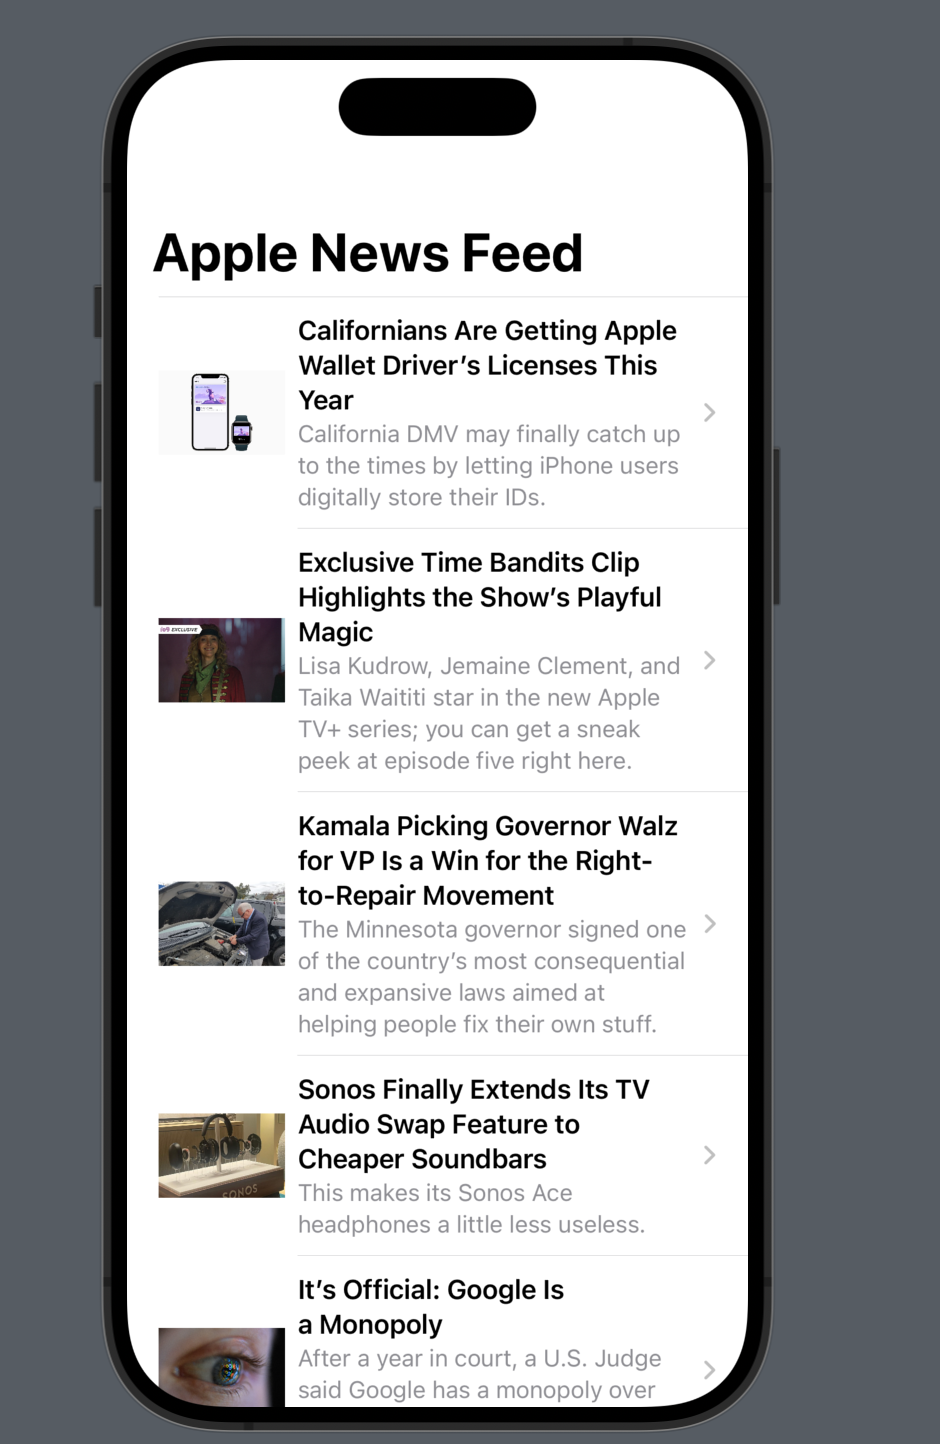 Apple News Feed
Californians Are Getting Apple
Wallet Driver’s Licenses This
Year
California DMV may finally catch up
to the times by letting iPhone users
digitally store their IDs.
Exclusive Time Bandits Clip
Highlights the Show’s Playful
Magic
EXCLUSIVE
Lisa Kudrow, Jemaine Clement, and
Taika Waititi star in the new Apple
TV+ series; you can get a sneak
peek at episode five right here.
Kamala Picking Governor Walz
for VP Is a Win for the Right-
to-Repair Movement
The Minnesota governor signed one
of the country’s most consequential
and expansive laws aimed at
helping people fix their own stuff.
Sonos Finally Extends Its TV
Audio Swap Feature to
Cheaper Soundbars
This makes its Sonos Ace
headphones a little less useless.
SONOS
It’s Official: Google Is
a Monopoly
After a year in court, a U.S. Judge
said Google has a monopoly over